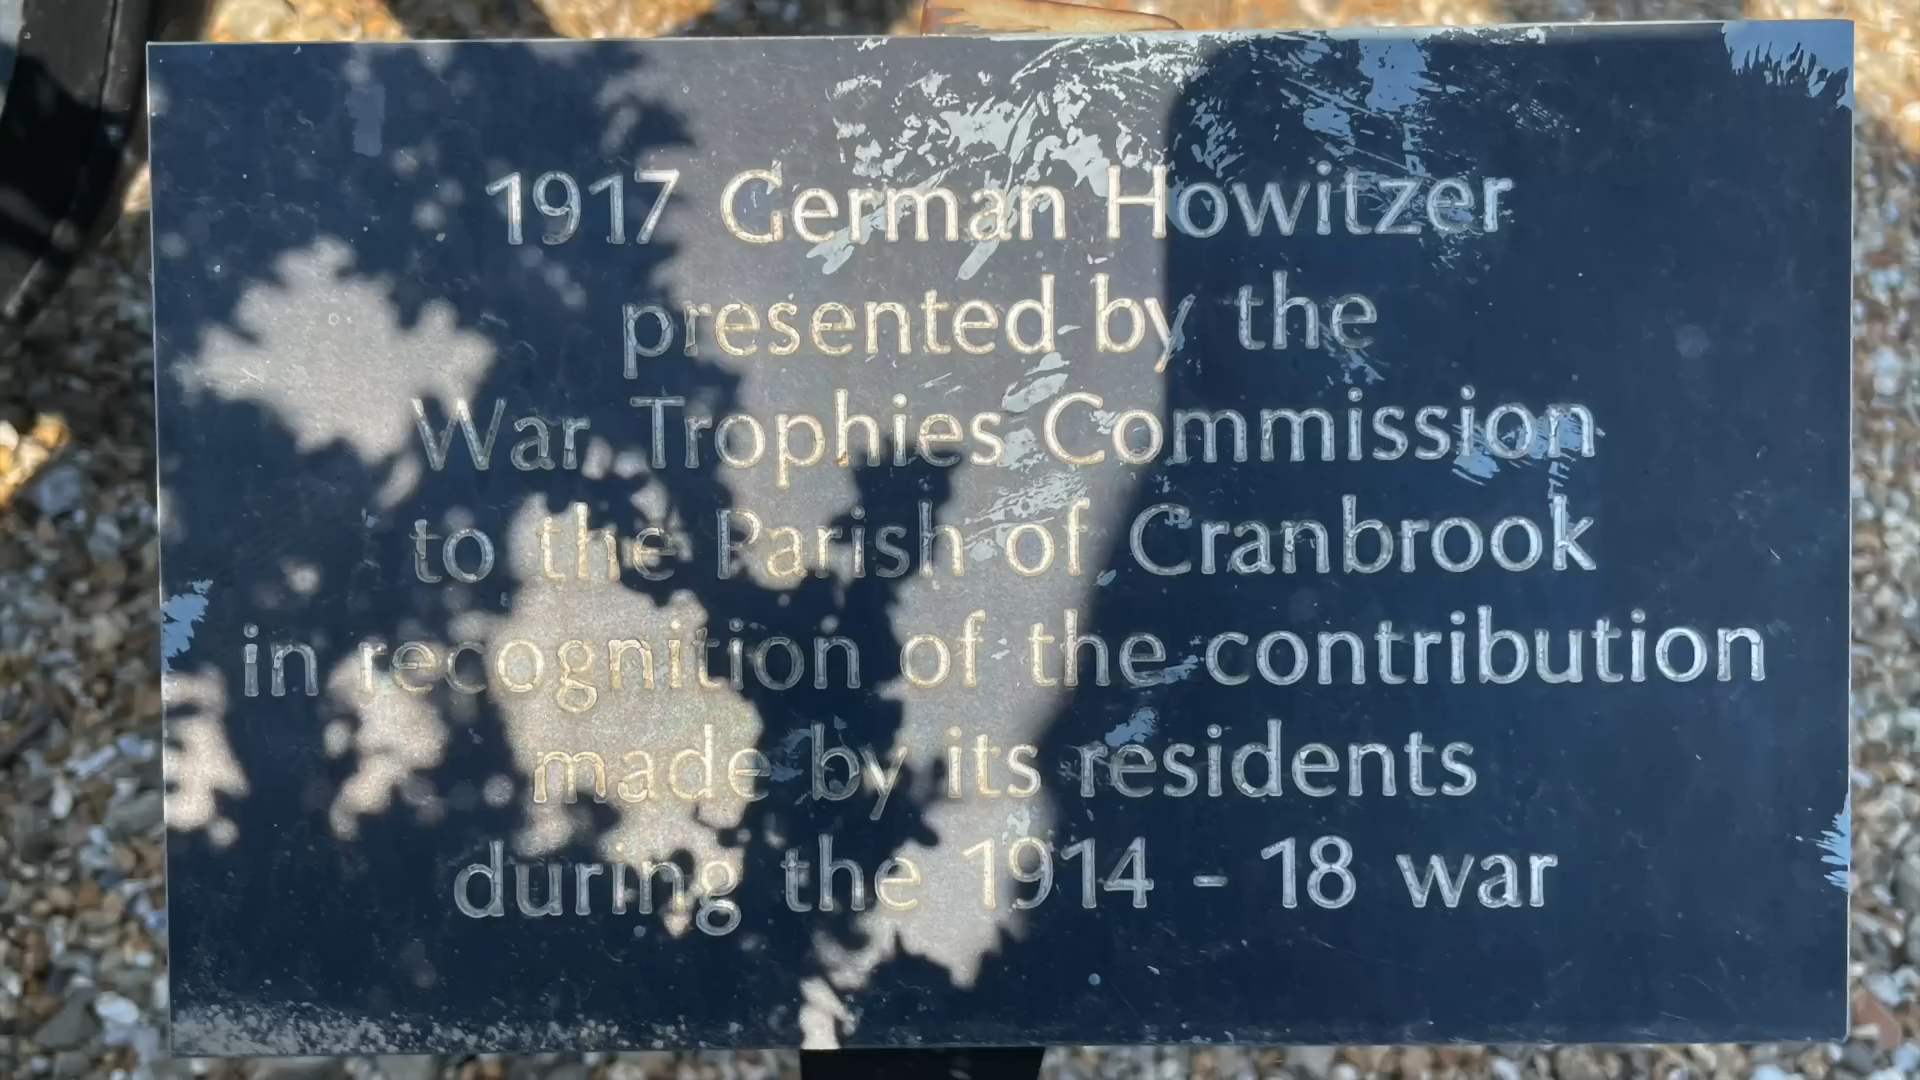 1917 German Howitzer
presented by the
War Trophies Commission
to the Parish of Cranbrook
in recognition of the contribution
made by its residents
during the 1914 - 18 war